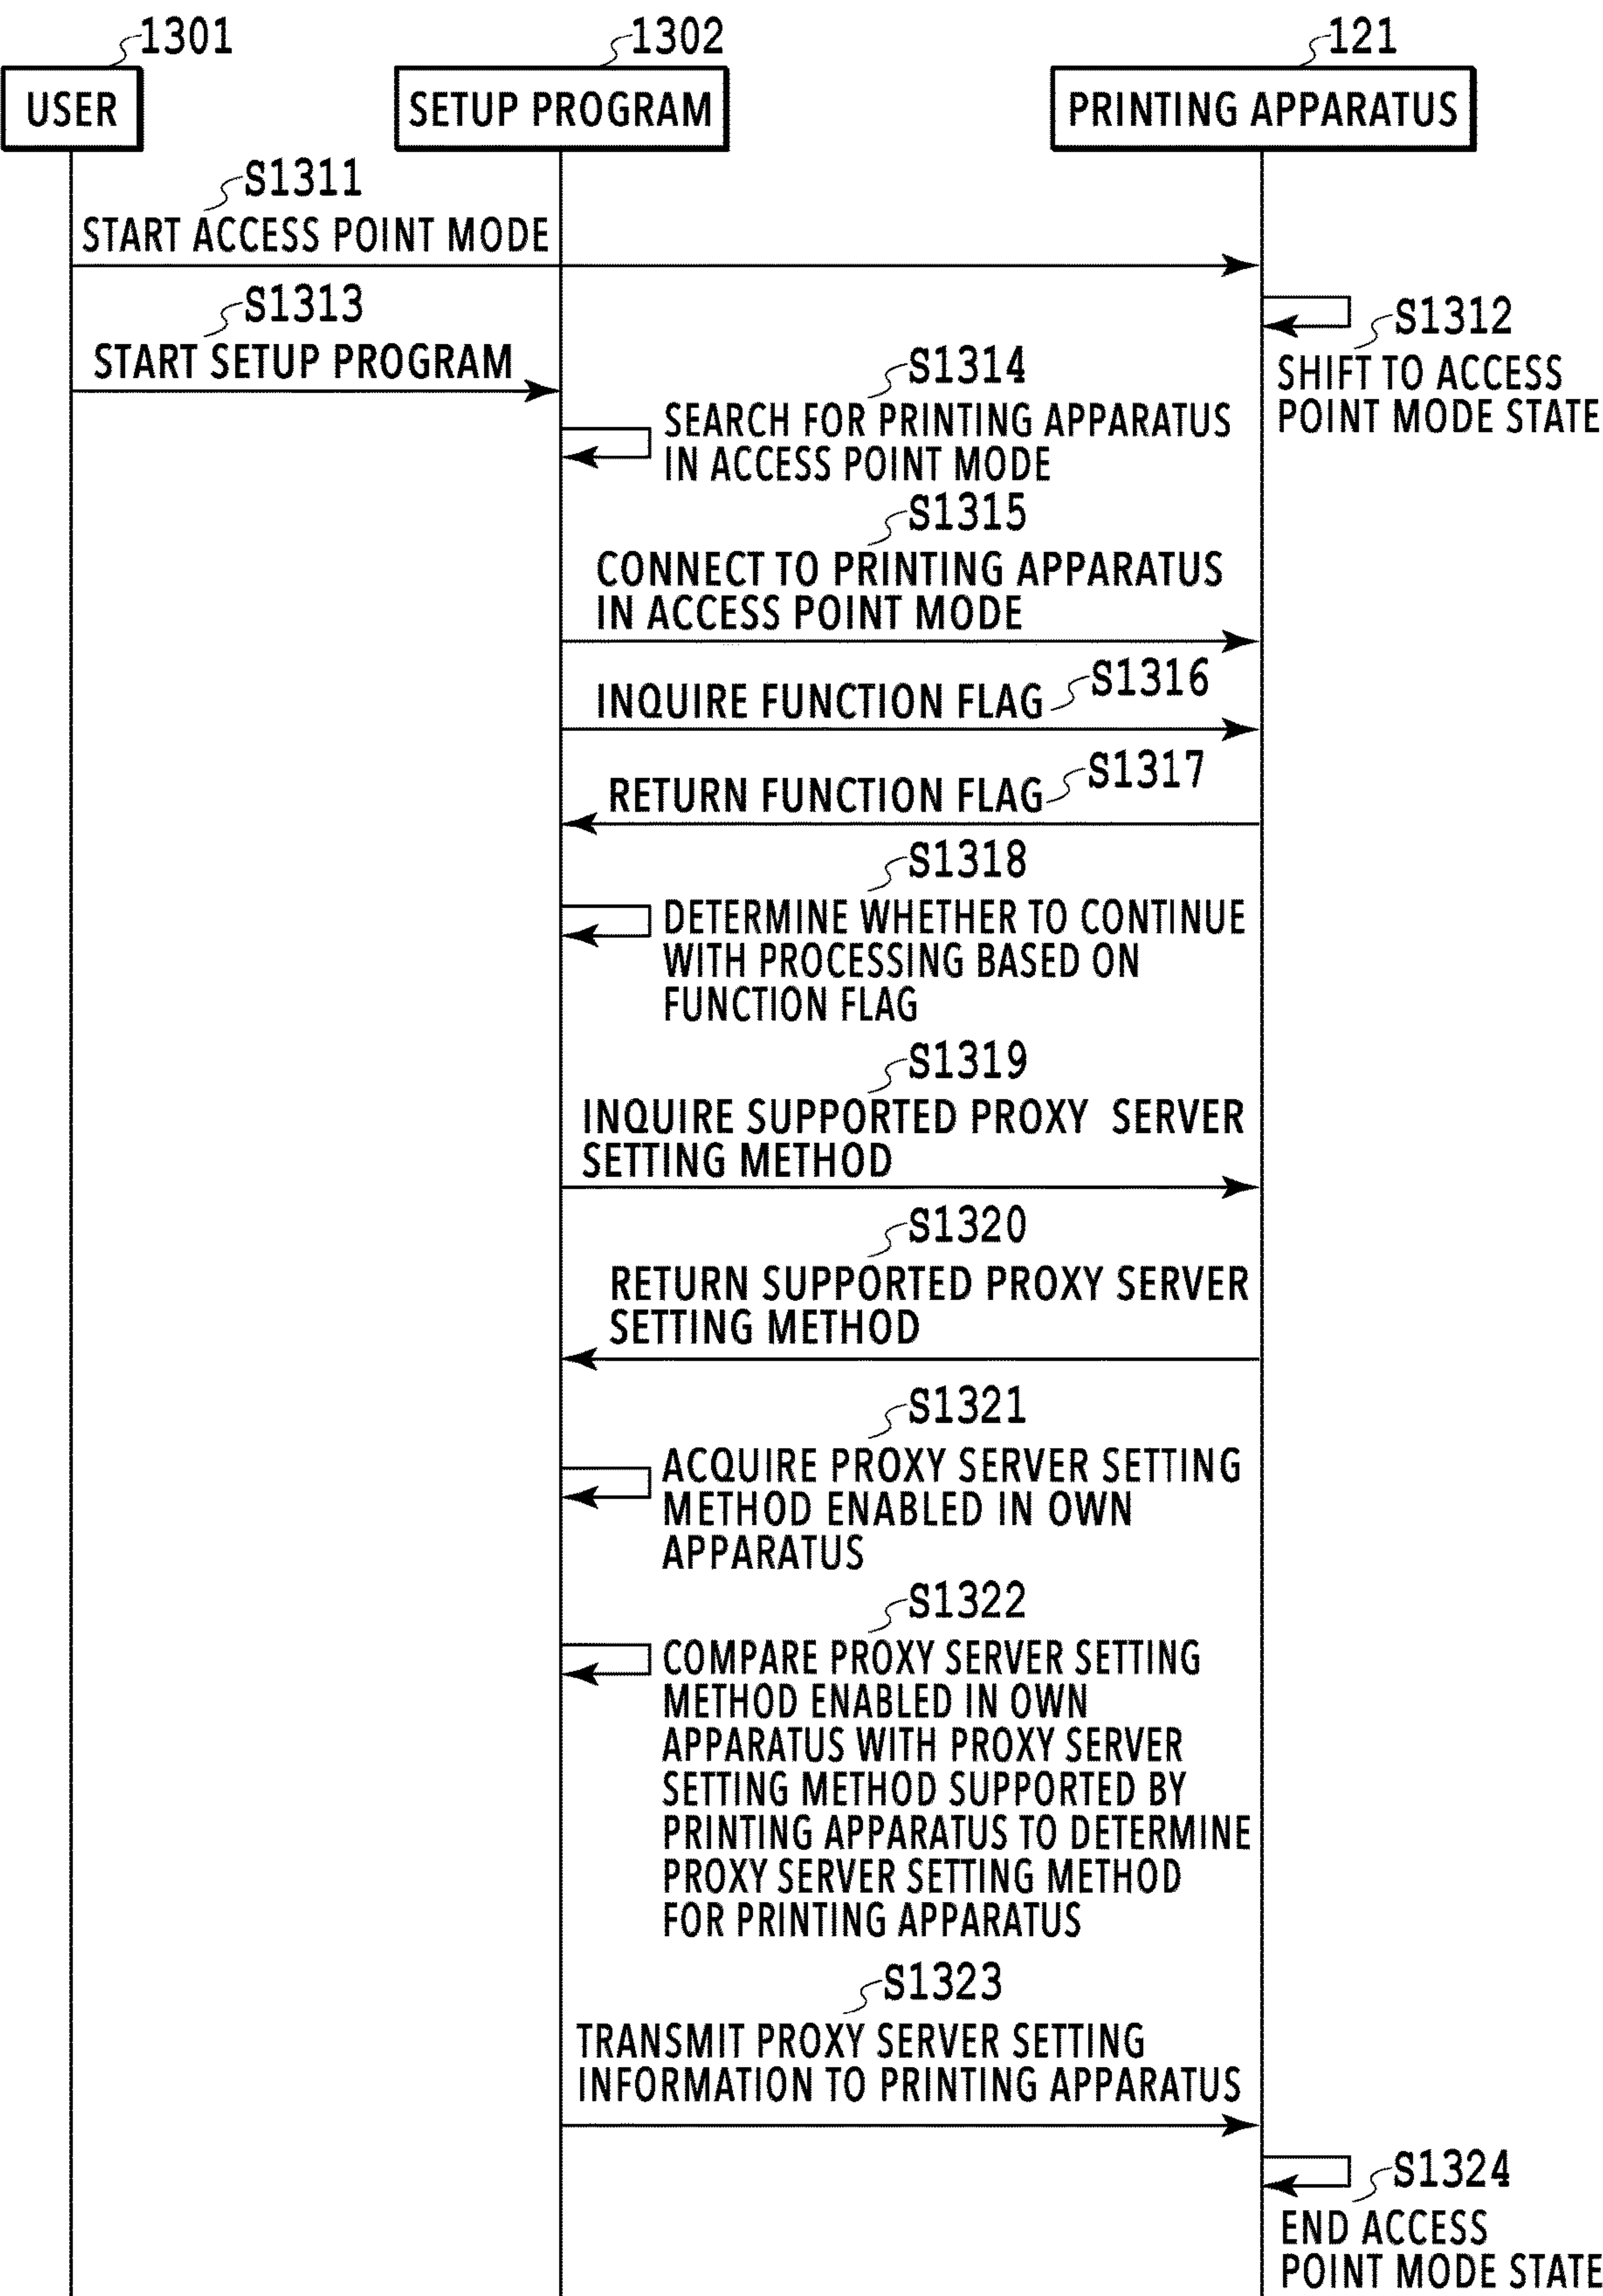 1301
1302
121
USER
SETUP PROGRAM
PRINTING APPARATUS
S1311
START ACCESS POINT MODE
S1312
SHIFT TO ACCESS
POINT MODE STATE
S1313
START SETUP PROGRAM
S1314
SEARCH FOR PRINTING APPARATUS
IN ACCESS POINT MODE
S1315
CONNECT TO PRINTING APPARATUS
IN ACCESS POINT MODE
INQUIRE FUNCTION FLAG S1316
RETURN FUNCTION FLAG S1317
S1318
DETERMINE WHETHER TO CONTINUE
WITH PROCESSING BASED ON
FUNCTION FLAG
S1319
INQUIRE SUPPORTED PROXY SERVER
SETTING METHOD
S1320
RETURN SUPPORTED PROXY SERVER
SETTING METHOD
S1321
ACQUIRE PROXY SERVER SETTING
METHOD ENABLED IN OWN
APPARATUS
S1322
COMPARE PROXY SERVER SETTING
METHOD ENABLED IN OWN
APPARATUS WITH PROXY SERVER
SETTING METHOD SUPPORTED BY
PRINTING APPARATUS TO DETERMINE
PROXY SERVER SETTING METHOD
FOR PRINTING APPARATUS
S1323
TRANSMIT PROXY SERVER SETTING
INFORMATION TO PRINTING APPARATUS
S1324
END ACCESS
POINT MODE STATE